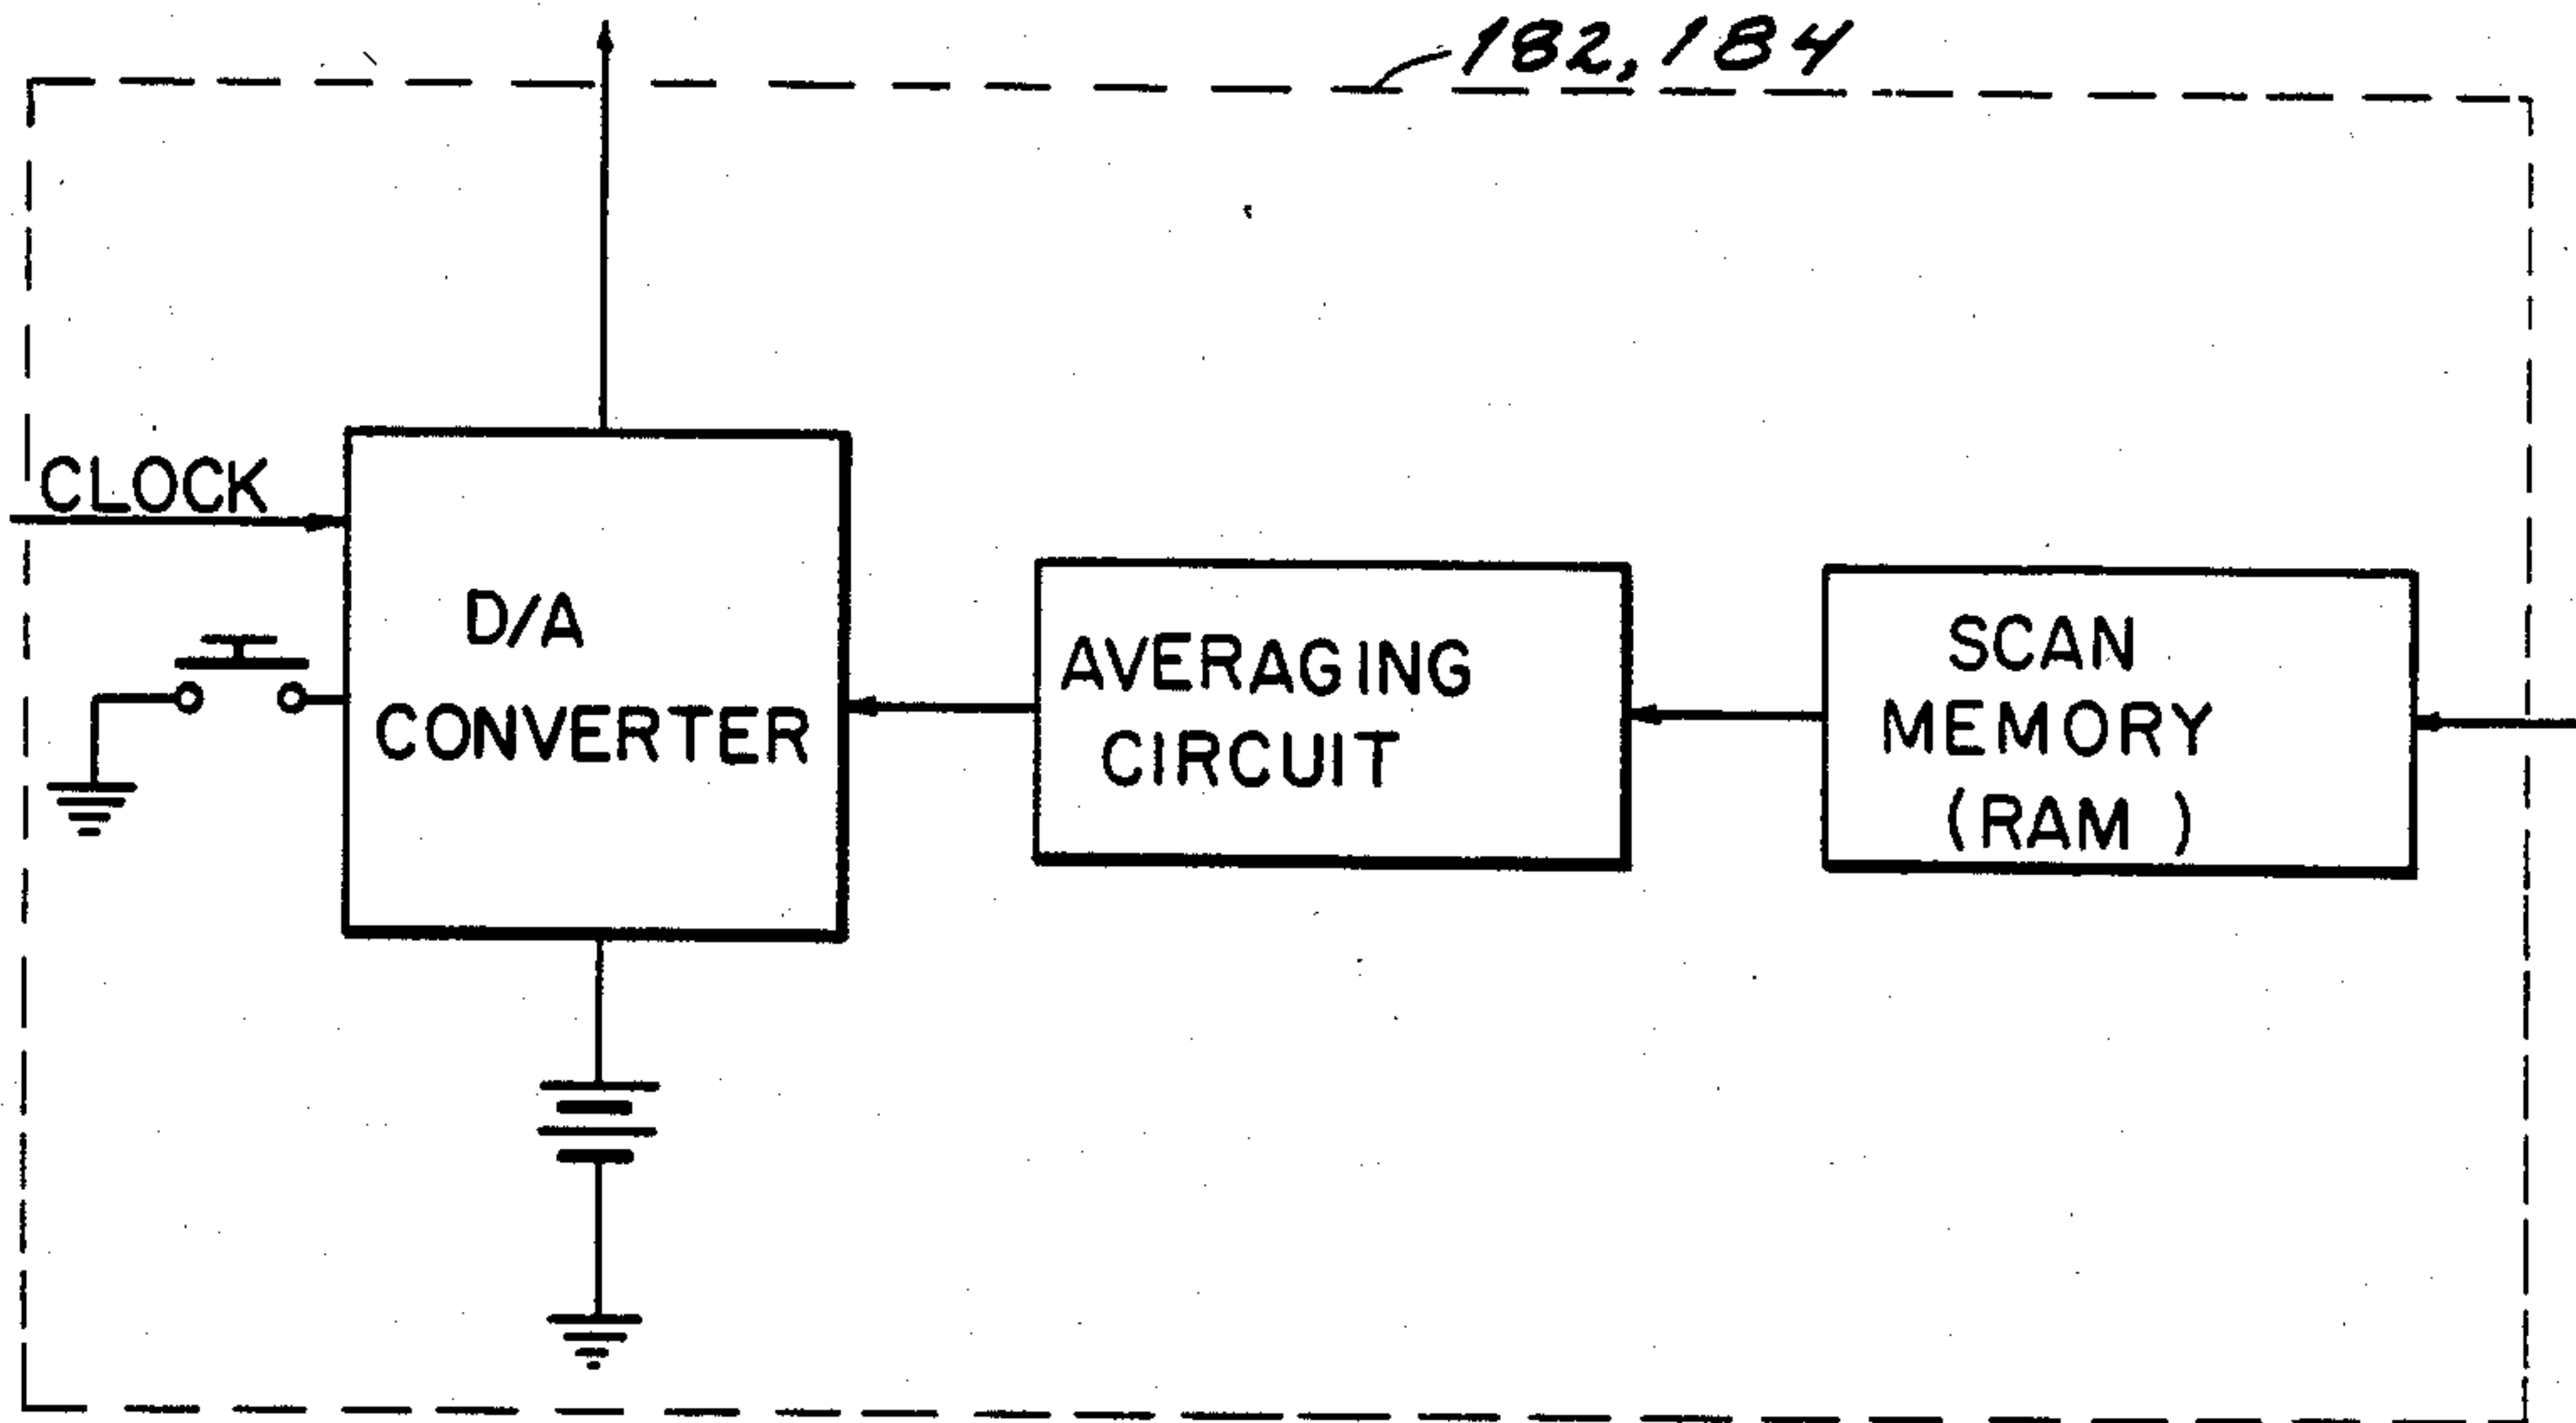 182, 184
CLOCK
D/A
CONVERTER
AVERAGING
CIRCUIT
SCAN
MEMORY
(RAM )